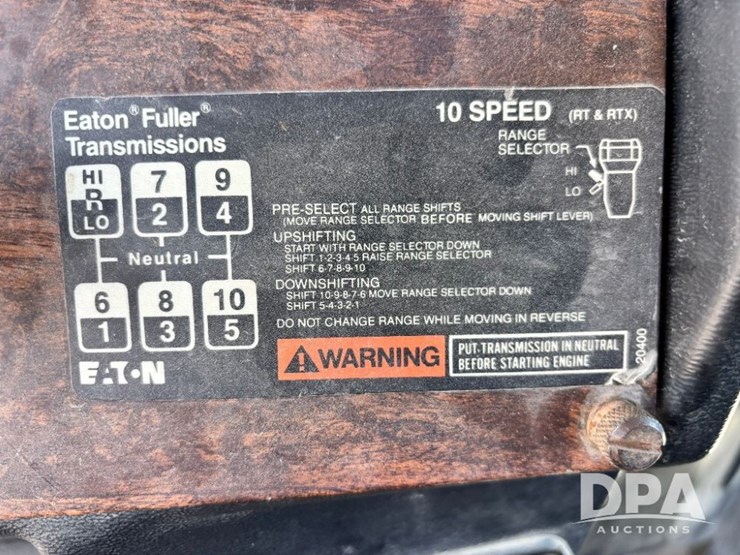 Eaton® Fuller®
Transmissions
10 SPEED (RT & RTX)
RANGE
SELECTOR
HI
LO
HI
R
LO
7
2
9
4
Neutral
6
1
8
3
10
5
EATON
PRE-SELECT ALL RANGE SHIFTS
(MOVE RANGE SELECTOR BEFORE MOVING SHIFT LEVER)
UPSHIFTING
START WITH RANGE SELECTOR DOWN
SHIFT 1-2-3-4-5 RAISE RANGE SELECTOR
SHIFT 6-7-8-9-10
DOWNSHIFTING
SHIFT 10-9-8-7-6 MOVE RANGE SELECTOR DOWN
SHIFT 5-4-3-2-1
DO NOT CHANGE RANGE WHILE MOVING IN REVERSE
WARNING
PUT-TRANSMISSION IN NEUTRAL
BEFORE STARTING ENGINE
20400
DPA
AUCTIONS